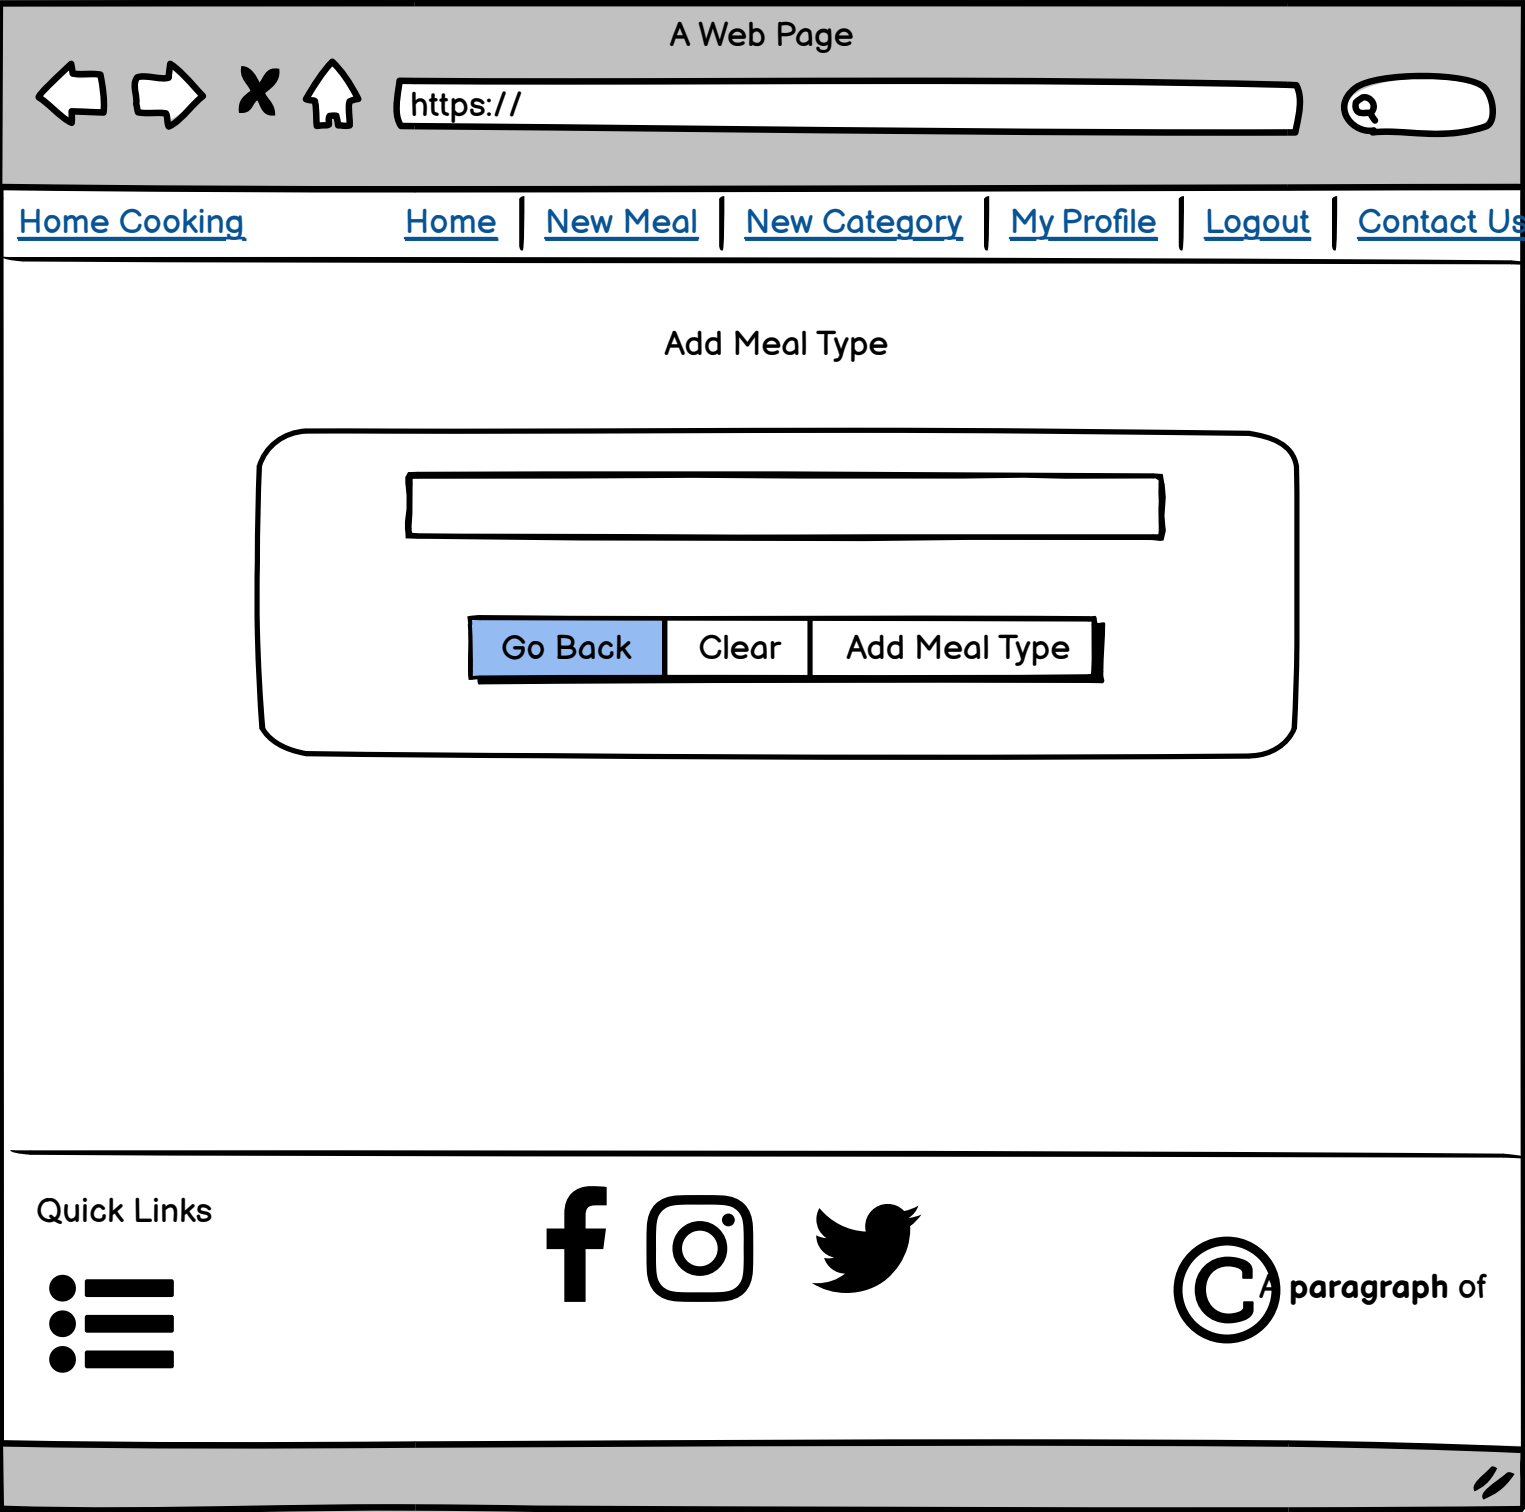 A Web Page
https://
Home Cooking Home New Meal New Category My Profile Logout Contact Us
Add Meal Type
Go Back Clear Add Meal Type
Quick Links
© A paragraph of